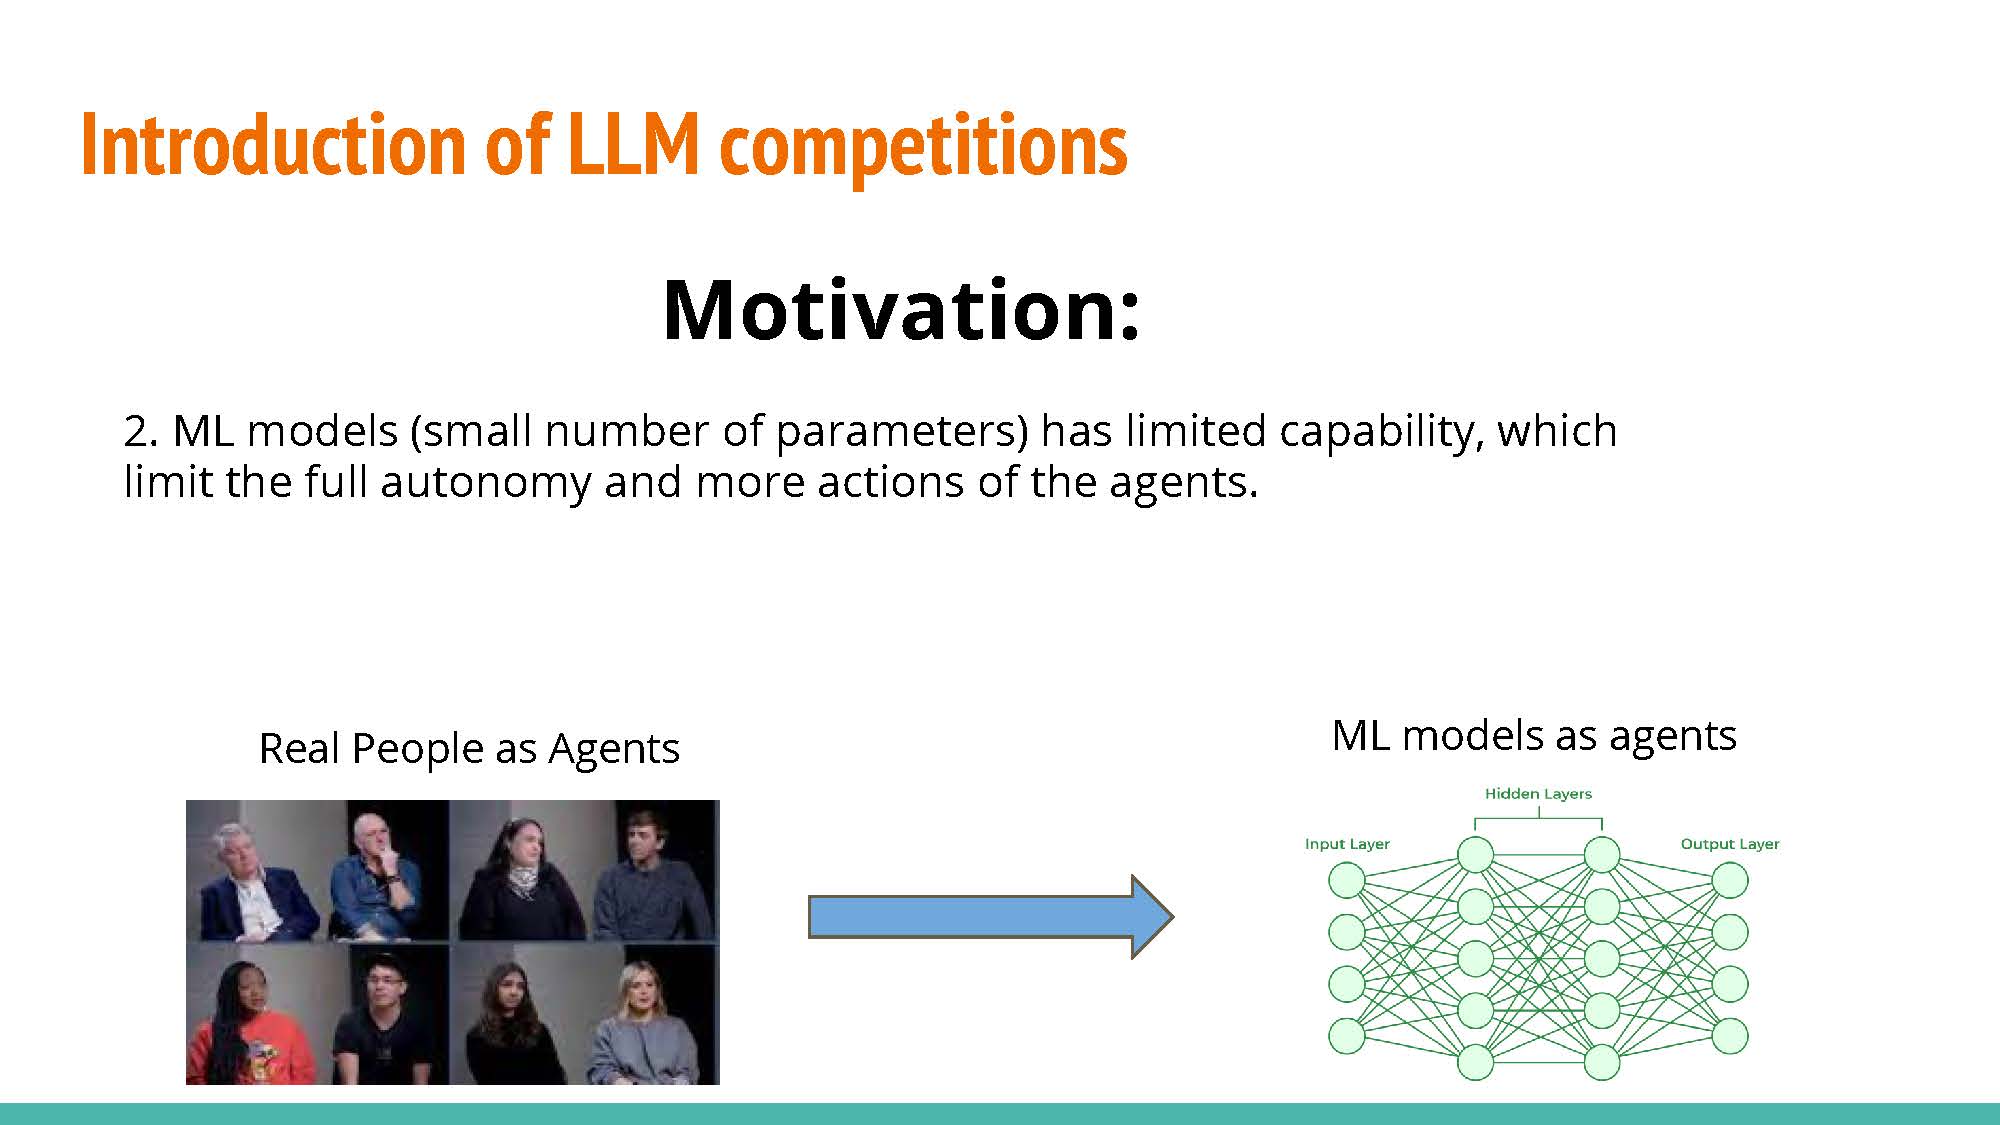 Introduction of LLM competitions
Motivation:
2. ML models (small number of parameters) has limited capability, which
limit the full autonomy and more actions of the agents.
Real People as Agents
ML models as agents
Hidden Layers
Input Layer
Output Layer